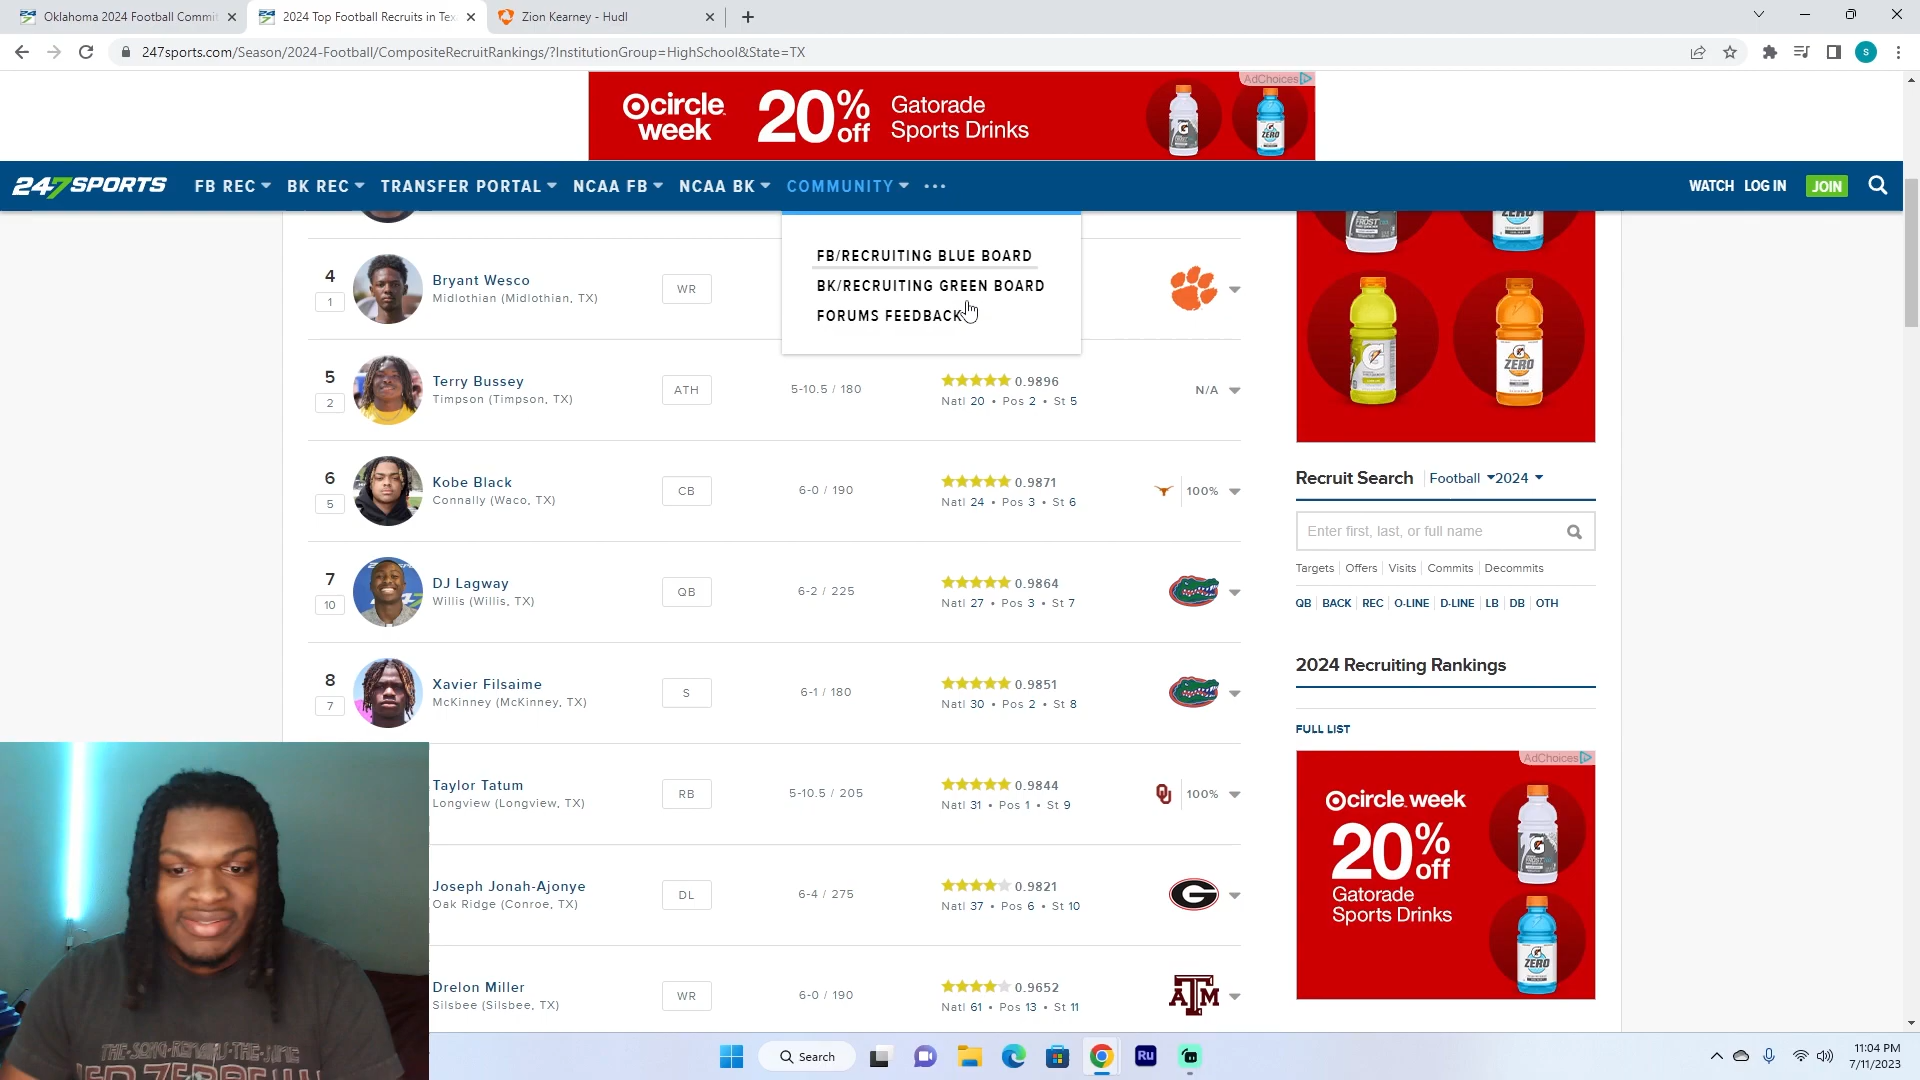 Oklahoma 2024 Football Commit
2024 Top Football Recruits in Tex
Zion Kearney - Hudl
247sports.com/Season/2024-Football/CompositeRecruitRankings/?InstitutionGroup=HighSchool&State=TX
S
AdChoices
circle week
20% off
Gatorade
Sports Drinks
247SPORTS
FB REC
BK REC
TRANSFER PORTAL
NCAA FB
NCAA BK
COMMUNITY
WATCH
LOG IN
JOIN
FB/RECRUITING BLUE BOARD
BK/RECRUITING GREEN BOARD
FORUMS FEEDBACK
4
1
Bryant Wesco
Midlothian (Midlothian, TX)
WR
5
2
Terry Bussey
Timpson (Timpson, TX)
ATH
5-10.5 / 180
0.9896
Natl 20 • Pos 2 • St 5
N/A
6
5
Kobe Black
Connally (Waco, TX)
CB
6-0 / 190
0.9871
Natl 24 • Pos 3 • St 6
100%
7
10
DJ Lagway
Willis (Willis, TX)
QB
6-2 / 225
0.9864
Natl 27 • Pos 3 • St 7
8
7
Xavier Filsaime
McKinney (McKinney, TX)
S
6-1 / 180
0.9851
Natl 30 • Pos 2 • St 8
Taylor Tatum
Longview (Longview, TX)
RB
5-10.5 / 205
0.9844
Natl 31 • Pos 1 • St 9
OU
100%
Joseph Jonah-Ajonye
Oak Ridge (Conroe, TX)
DL
6-4 / 275
0.9821
Natl 37 • Pos 6 • St 10
G
Drelon Miller
Silsbee (Silsbee, TX)
WR
6-0 / 190
0.9652
Natl 61 • Pos 13 • St 11
ATM
FROST
ZERO
ZERO
Recruit Search
Football
2024
Enter first, last, or full name
Targets
Offers
Visits
Commits
Decommits
QB
BACK
REC
O-LINE
D-LINE
LB
DB
OTH
2024 Recruiting Rankings
FULL LIST
AdChoices
circle week
20%
off
Gatorade
Sports Drinks
ZERO
THE·SONG·REMAINS·THE·SAME
Search
Ru
11:04 PM
7/11/2023